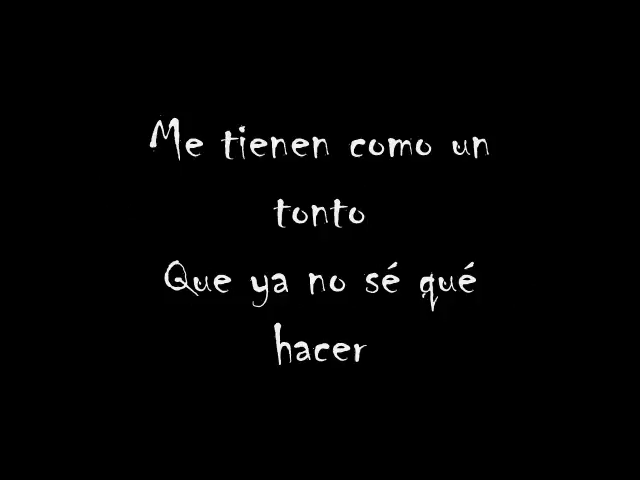 Me tienen como un
tonto
Que ya no sé qué
hacer